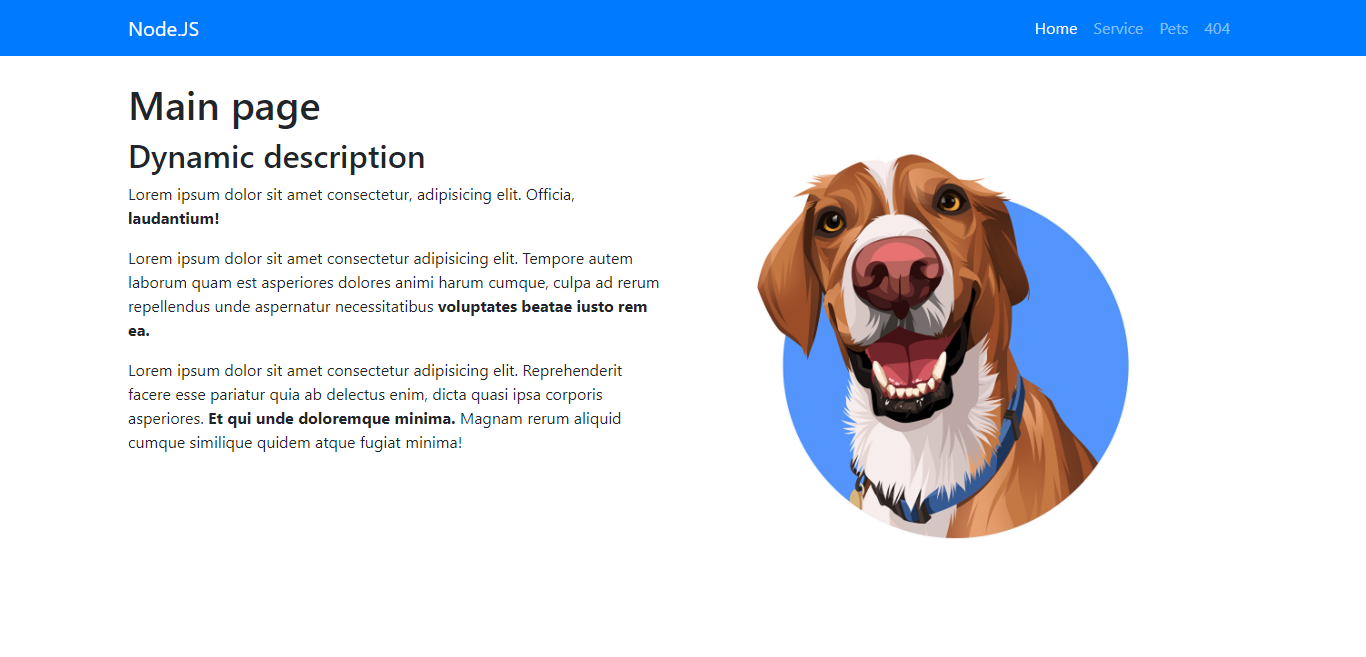 NodeJS
Home Service Pets 404
Main page
Dynamic description
Lorem ipsum dolor sit amet consectetur, adipisicing elit. Officia,
laudantium!
Lorem ipsum dolor sit amet consectetur adipisicing elit. Tempore autem
laborum quam est asperiores dolores animi harum cumque, culpa ad rerum
repellendus unde aspernatur necessitatibus voluptates beatae iusto rem
ea.
Lorem ipsum dolor sit amet consectetur adipisicing elit. Reprehenderit
facere esse pariatur quia ab delectus enim, dicta quasi ipsa corporis
asperiores. Et qui unde doloremque minima. Magnam rerum aliquid
cumque similique quidem atque fugiat minima!